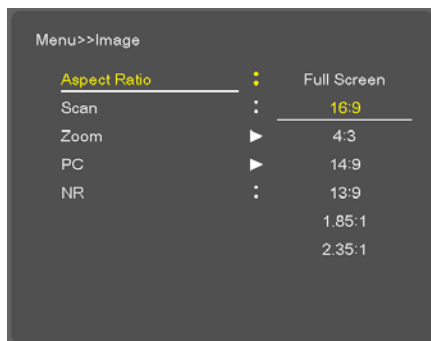 Menu>>Image
Aspect Ratio : Full Screen
Scan : 16:9
Zoom ▶ 4:3
PC ▶ 14:9
NR : 13:9
1.85:1
2.35:1